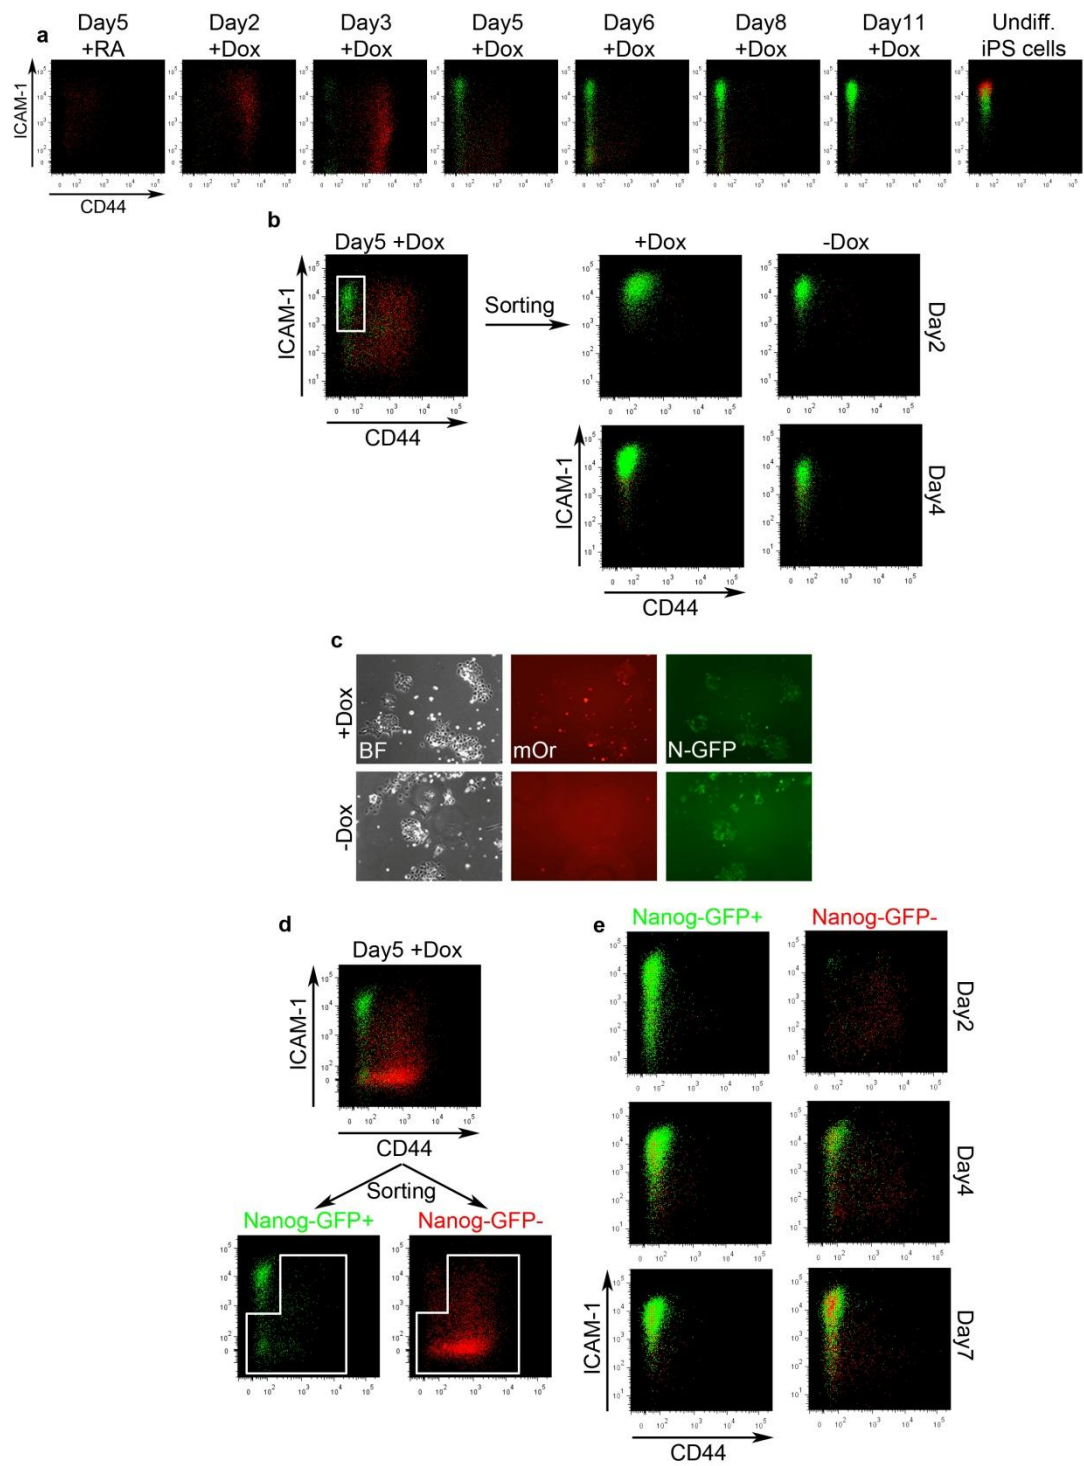 a
Day5 +RA
Day2 +Dox
Day3 +Dox
Day5 +Dox
Day6 +Dox
Day8 +Dox
Day11 +Dox
Undiff. iPS cells
ICAM-1
CD44
b
Day5 +Dox
ICAM-1
CD44
Sorting
+Dox
-Dox
Day2
ICAM-1
Day4
CD44
c
+Dox
BF
mOr
N-GFP
-Dox
d
Day5 +Dox
ICAM-1
CD44
Sorting
Nanog-GFP+
Nanog-GFP-
e
Nanog-GFP+
Nanog-GFP-
Day2
Day4
ICAM-1
Day7
CD44